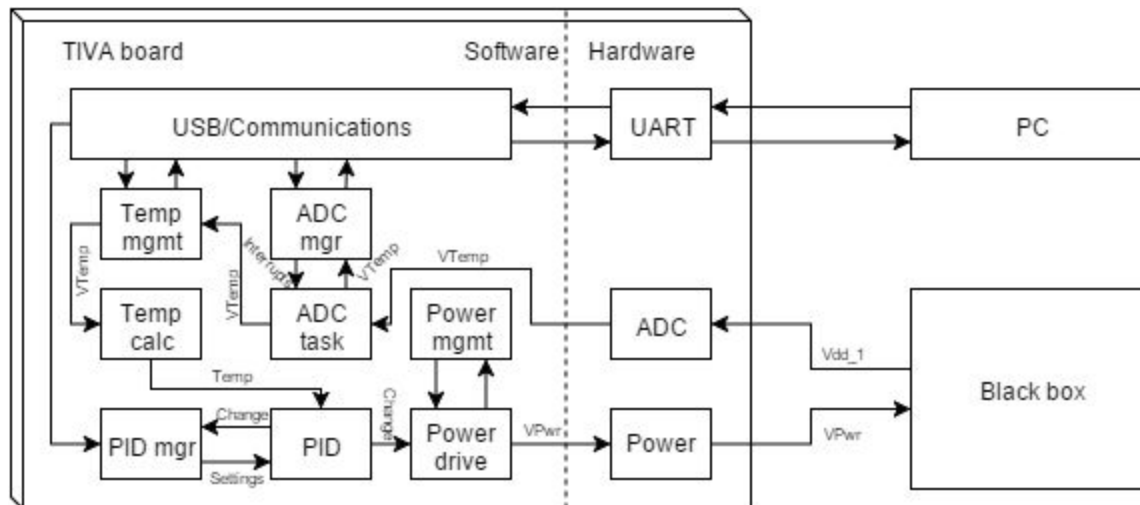 TIVA board
Software
Hardware
USB/Communications
UART
PC
Temp
mgmt
ADC
mgr
VTemp
VTemp
Interrupts
VTemp
VTemp
Temp
calc
ADC
task
Power
mgmt
ADC
Vdd_1
Black box
Temp
Change
Change
PID mgr
PID
Power
drive
VPwr
Power
VPwr
Settings